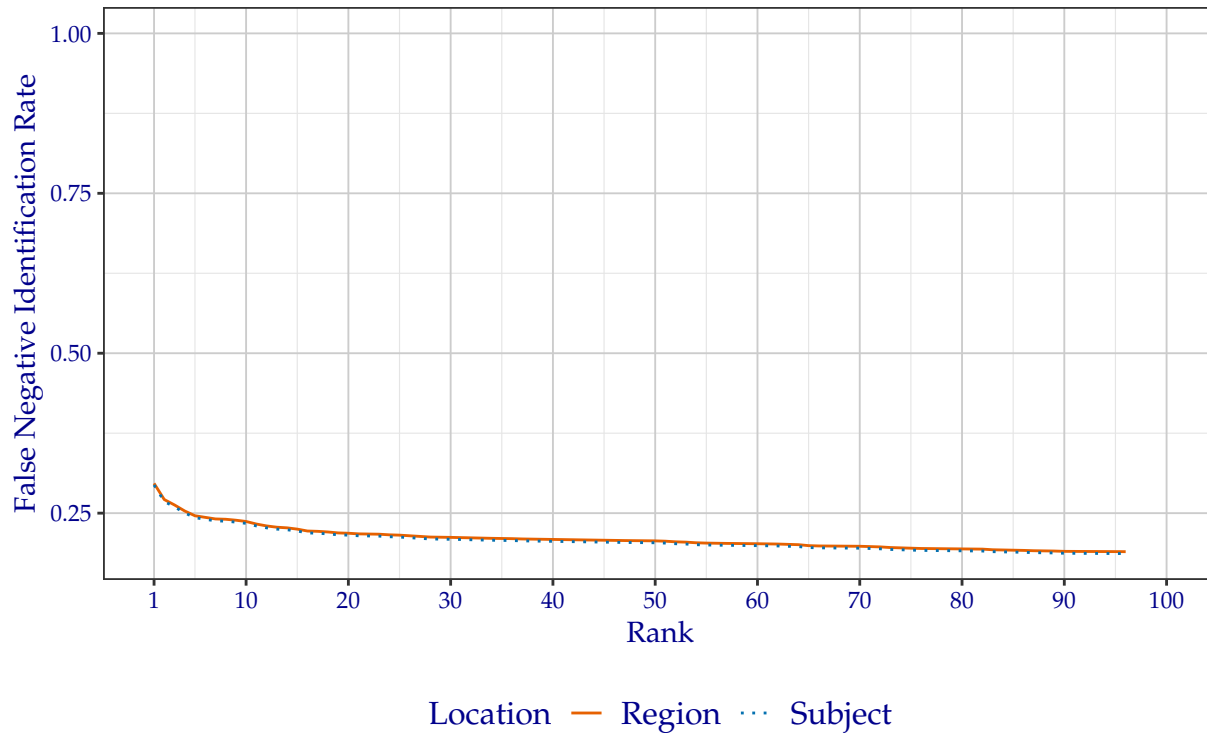 1.00
0.75
0.50
0.25
False Negative Identification Rate
1 10 20 30 40 50 60 70 80 90 100
Rank
Location Region Subject